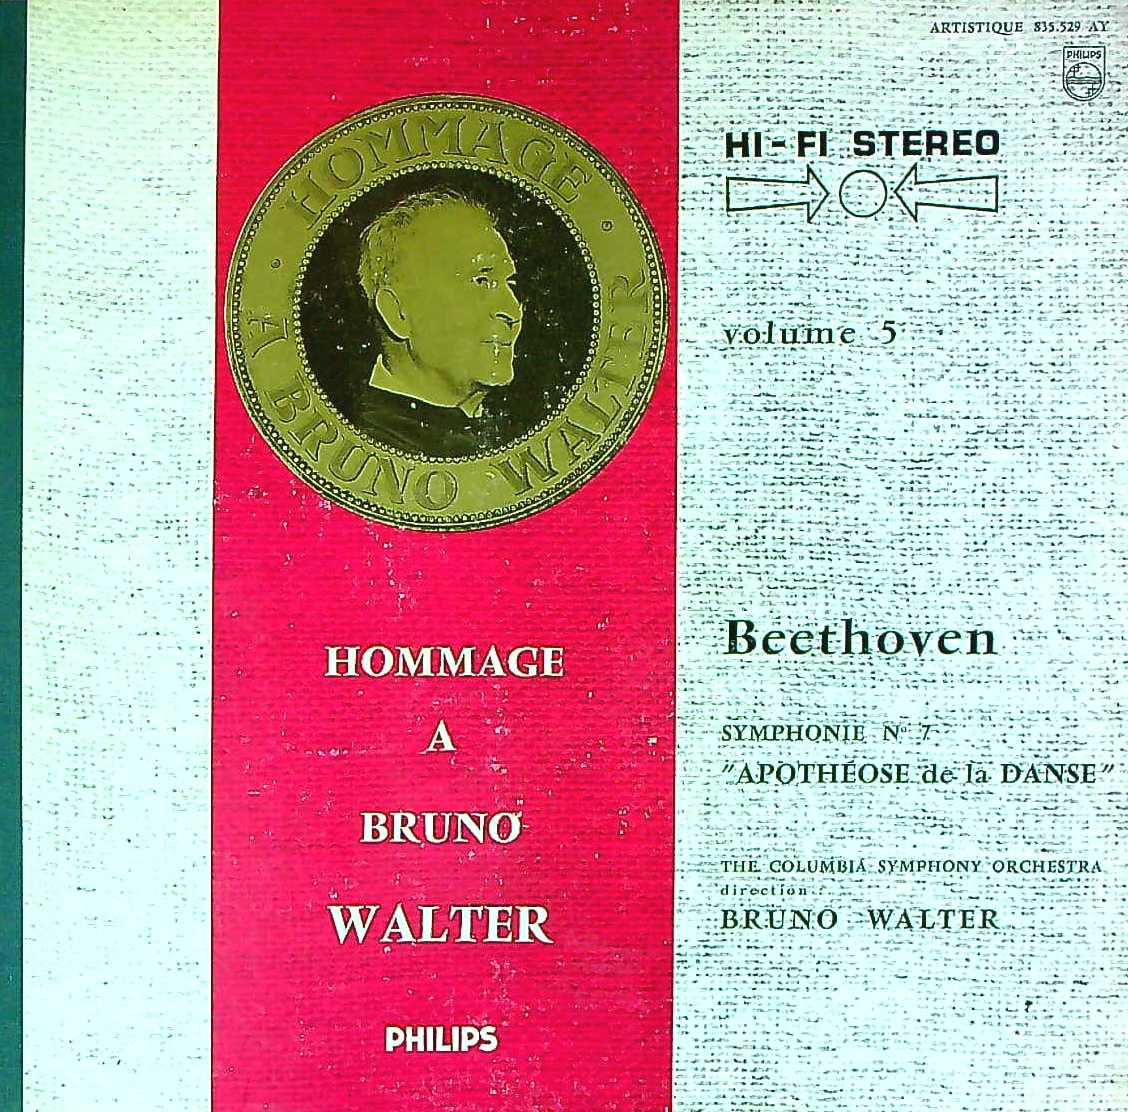 ARTISTIQUE 835.529 AY
PHILIPS
HI-FI STEREO
HOMMAGE
A BRUNO WALTER
volume 5
Beethoven
SYMPHONIE No 7
"APOTHÉOSE de la DANSE"
THE COLUMBIA SYMPHONY ORCHESTRA
direction :
BRUNO WALTER
HOMMAGE
A
BRUNO
WALTER
PHILIPS